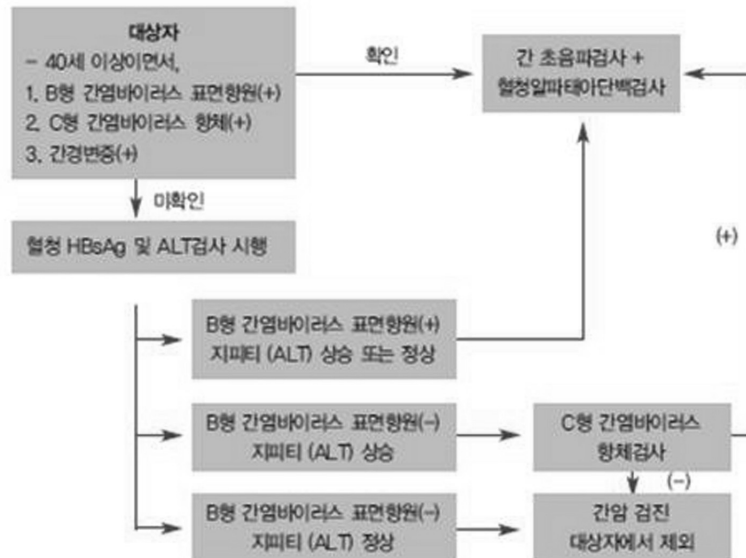 대상자
- 40세 이상이면서,
1. B형 간염바이러스 표면항원(+)
2. C형 간염바이러스 항체(+)
3. 간경변증(+)
확인
간 초음파검사 +
혈청알파태아단백검사
미확인
혈청 HBsAg 및 ALT검사 시행
(+)
B형 간염바이러스 표면항원(+)
지피티 (ALT) 상승 또는 정상
B형 간염바이러스 표면항원(-)
지피티 (ALT) 상승
C형 간염바이러스
항체검사
(-)
B형 간염바이러스 표면항원(-)
지피티 (ALT) 정상
간암 검진
대상자에서 제외